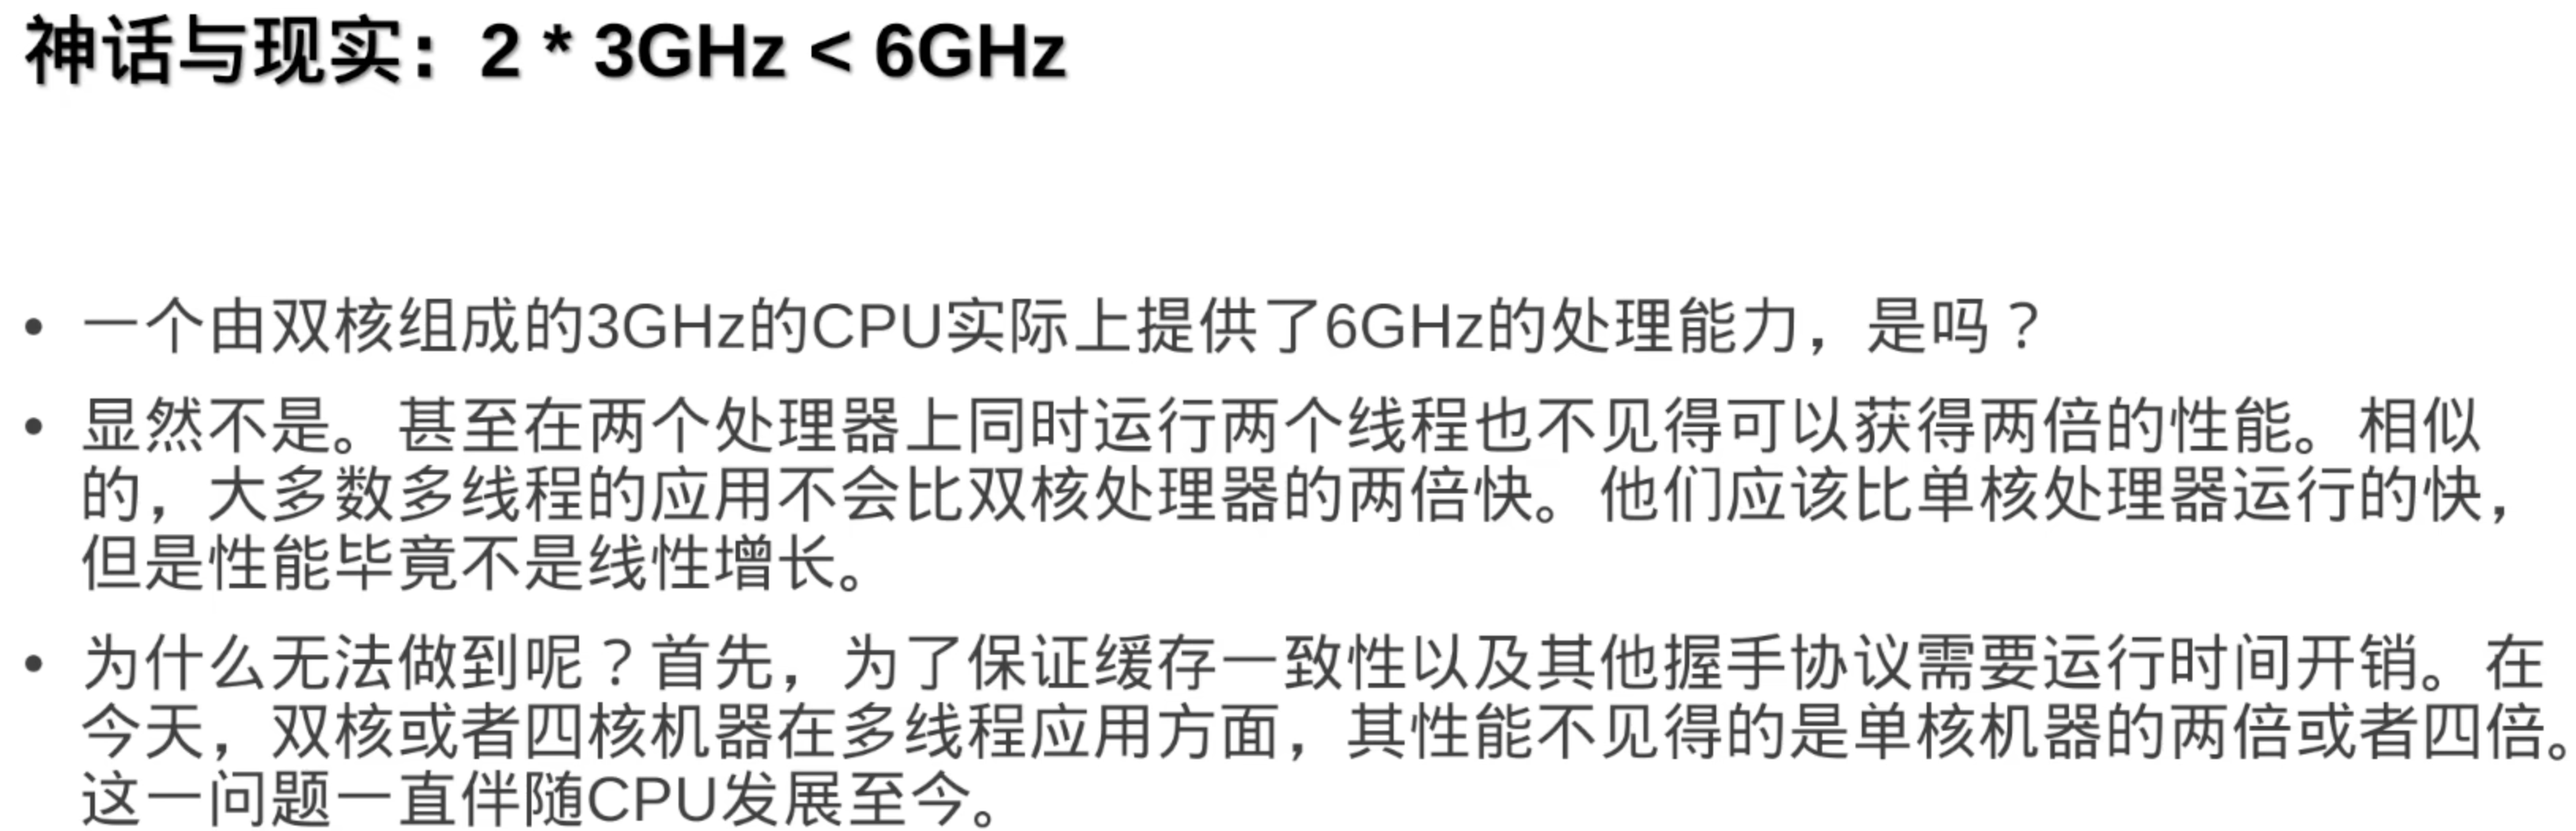 神话与现实：2 * 3GHz < 6GHz
• 一个由双核组成的3GHz的CPU实际上提供了6GHz的处理能力，是吗？
• 显然不是。甚至在两个处理器上同时运行两个线程也不见得可以获得两倍的性能。相似
的，大多数多线程的应用不会比双核处理器的两倍快。他们应该比单核处理器运行的快，
但是性能毕竟不是线性增长。
• 为什么无法做到呢？首先，为了保证缓存一致性以及其他握手协议需要运行时间开销。在
今天，双核或者四核机器在多线程应用方面，其性能不见得的是单核机器的两倍或者四倍。
这一问题一直伴随CPU发展至今。